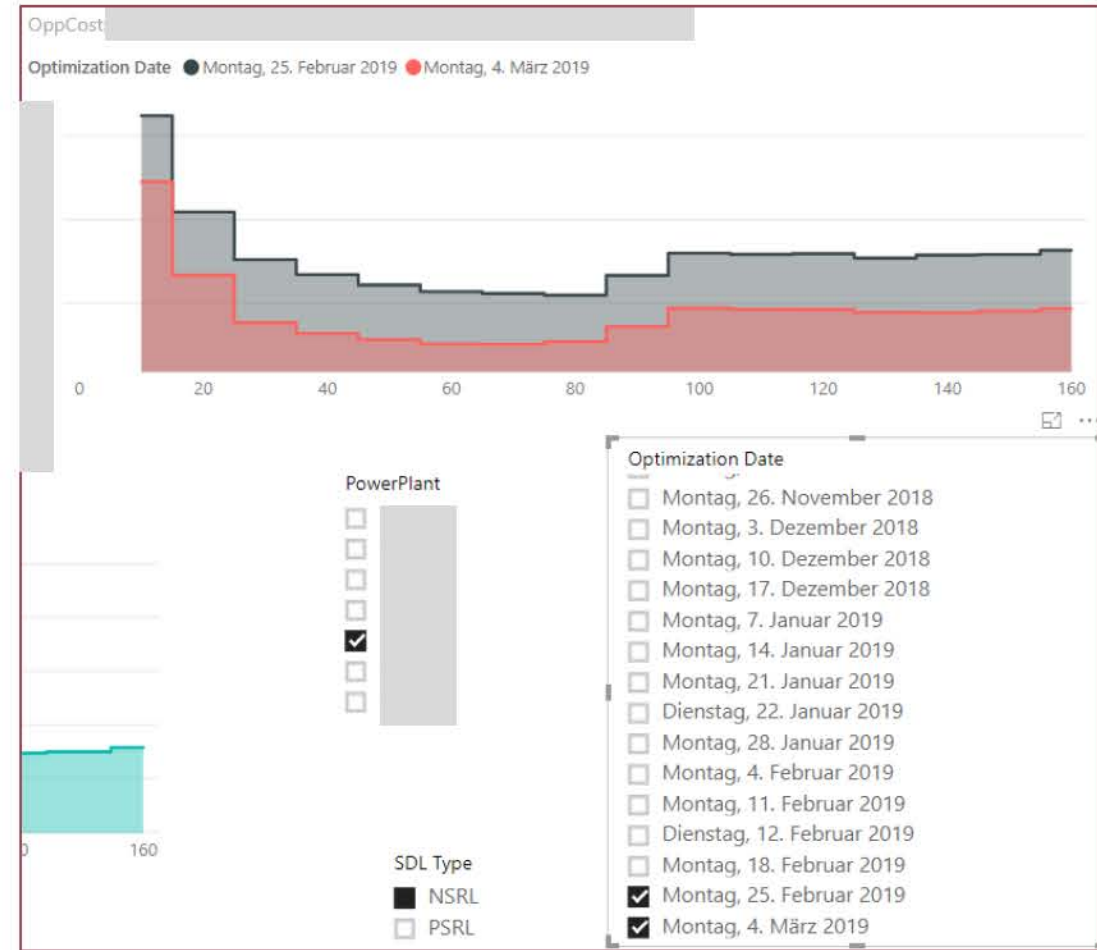 OppCost
Optimization Date Montag, 25. Februar 2019 Montag, 4. März 2019
0 20 40 60 80 100 120 140 160
PowerPlant
Optimization Date
Montag, 26. November 2018
Montag, 3. Dezember 2018
Montag, 10. Dezember 2018
Montag, 17. Dezember 2018
Montag, 7. Januar 2019
Montag, 14. Januar 2019
Montag, 21. Januar 2019
Dienstag, 22. Januar 2019
Montag, 28. Januar 2019
Montag, 4. Februar 2019
Montag, 11. Februar 2019
Dienstag, 12. Februar 2019
Montag, 18. Februar 2019
Montag, 25. Februar 2019
Montag, 4. März 2019
160
SDL Type
NSRL
PSRL